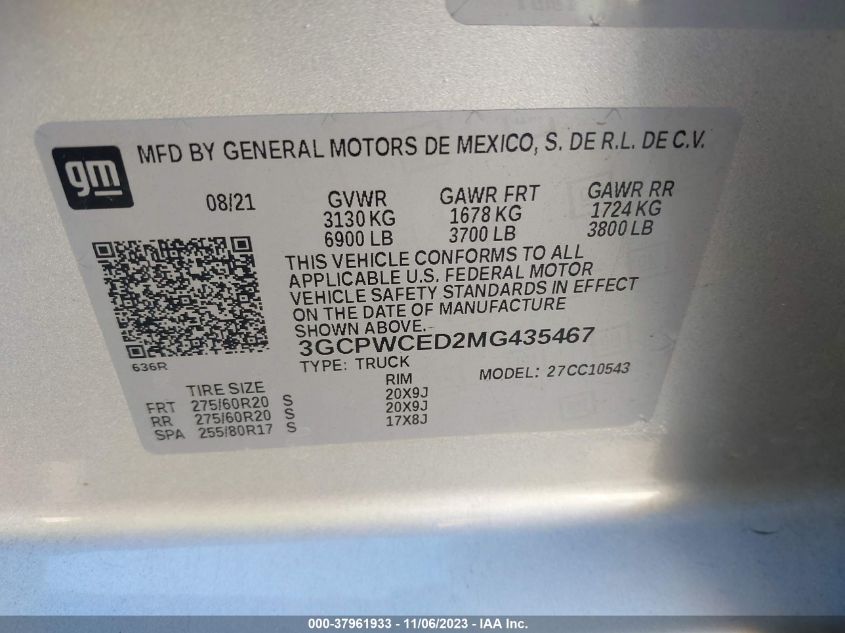 gm
MFD BY GENERAL MOTORS DE MEXICO, S. DE R.L. DE C.V.
08/21 GVWR GAWR FRT GAWR RR
3130 KG 1678 KG 1724 KG
6900 LB 3700 LB 3800 LB
THIS VEHICLE CONFORMS TO ALL
APPLICABLE U.S. FEDERAL MOTOR
VEHICLE SAFETY STANDARDS IN EFFECT
ON THE DATE OF MANUFACTURE
SHOWN ABOVE.
3GCPWCED2MG435467
636R
TYPE: TRUCK MODEL: 27CC10543
TIRE SIZE RIM
FRT 275/60R20 S 20X9J
RR 275/60R20 S 20X9J
SPA 255/80R17 S 17X8J
000-37961933 - 11/06/2023 - IAA Inc.